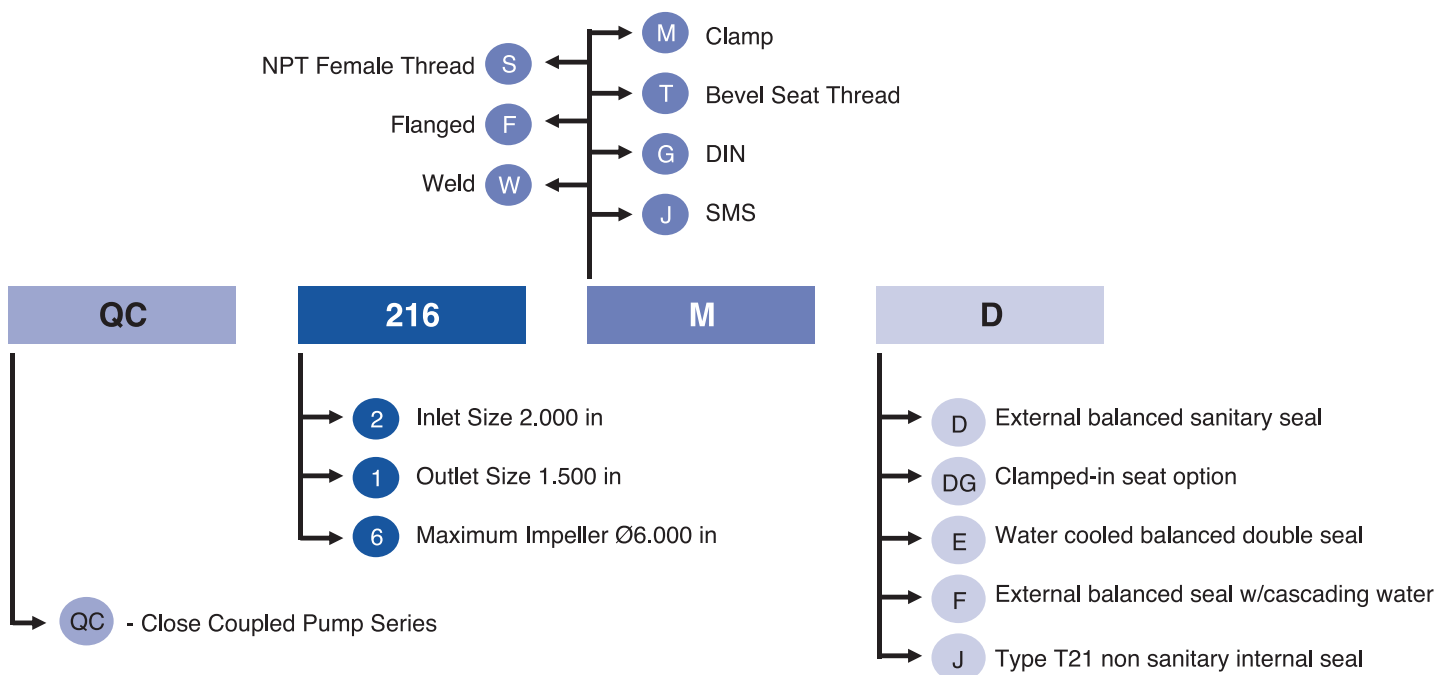 NPT Female Thread S
Flanged F
Weld W
M Clamp
T Bevel Seat Thread
G DIN
J SMS
QC 216 M D
2 Inlet Size 2.000 in
1 Outlet Size 1.500 in
6 Maximum Impeller Ø6.000 in
QC - Close Coupled Pump Series
D External balanced sanitary seal
DG Clamped-in seat option
E Water cooled balanced double seal
F External balanced seal w/cascading water
J Type T21 non sanitary internal seal